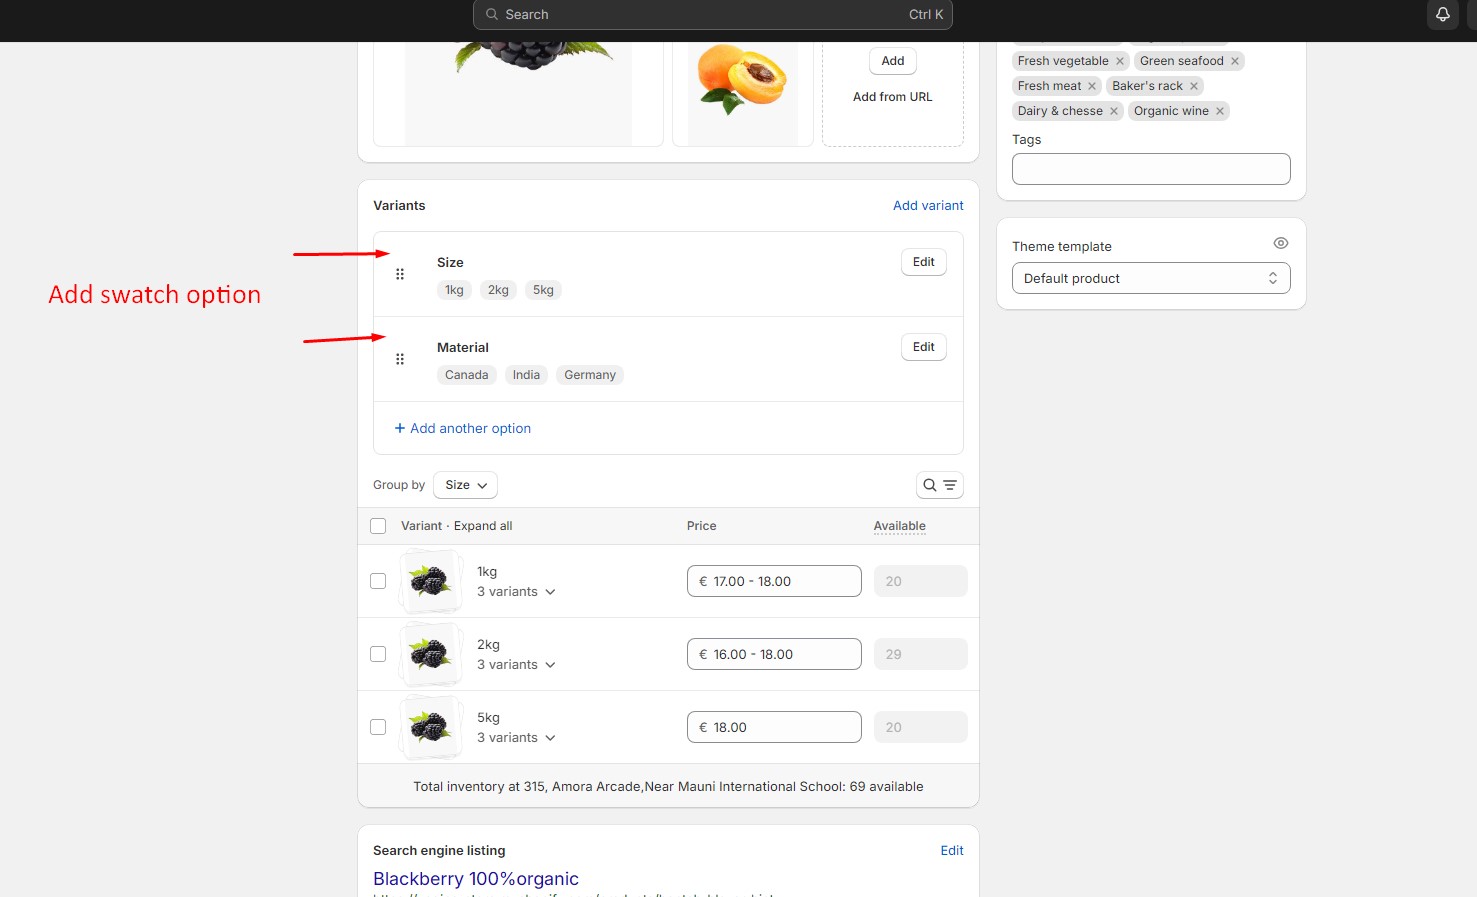 Search
Ctrl K
Add
Add from URL
Fresh vegetable
Green seafood
Fresh meat
Baker's rack
Dairy & chesse
Organic wine
Tags
Variants
Add variant
Size
Edit
1kg 2kg 5kg
Add swatch option
Material
Edit
Canada India Germany
+ Add another option
Theme template
Default product
Group by Size
Variant · Expand all
Price
Available
1kg
3 variants
€ 17.00 - 18.00
20
2kg
3 variants
€ 16.00 - 18.00
29
5kg
3 variants
€ 18.00
20
Total inventory at 315, Amora Arcade,Near Mauni International School: 69 available
Search engine listing
Edit
Blackberry 100%organic